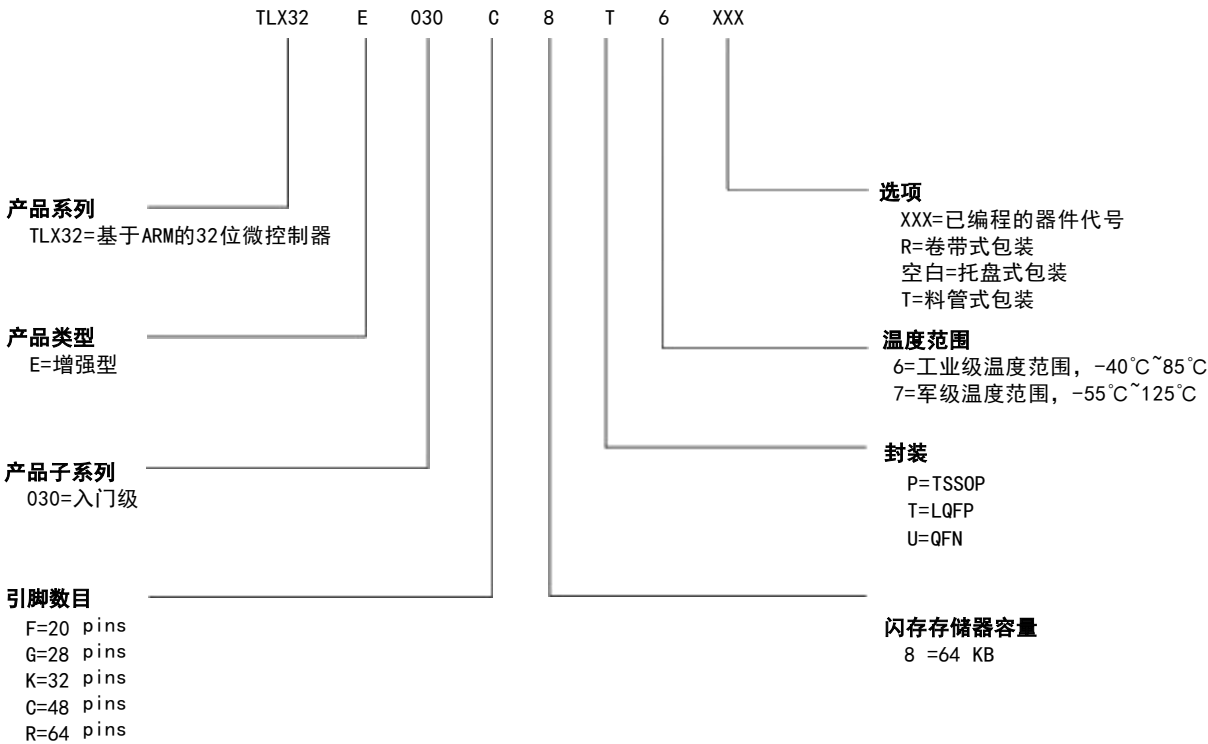 TLX32 E 030 C 8 T 6 XXX
产品系列
TLX32=基于ARM的32位微控制器
产品类型
E=增强型
产品子系列
030=入门级
引脚数目
F=20 pins
G=28 pins
K=32 pins
C=48 pins
R=64 pins
选项
XXX=已编程的器件代号
R=卷带式包装
空白=托盘式包装
T=料管式包装
温度范围
6=工业级温度范围，-40℃~85℃
7=军级温度范围，-55℃~125℃
封装
P=TSSOP
T=LQFP
U=QFN
闪存存储器容量
8 =64 KB